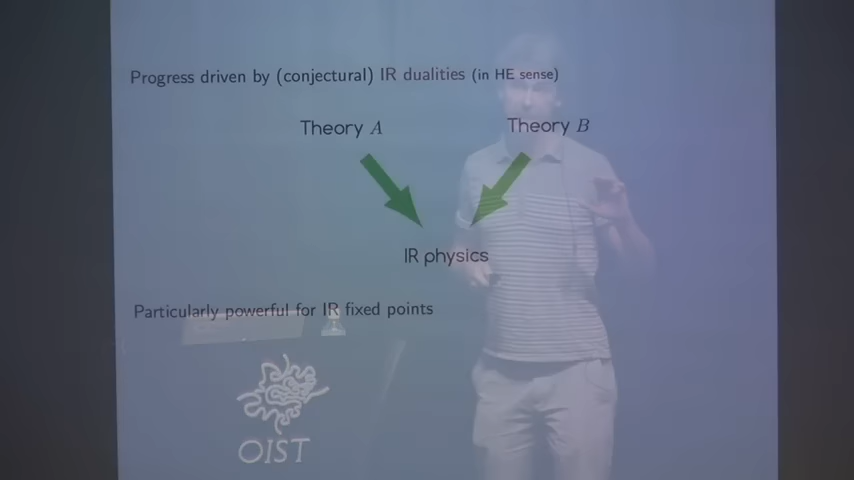 Progress driven by (conjectural) IR dualities (in HE sense)
Theory A
Theory B
IR physics
Particularly powerful for IR fixed points
OIST